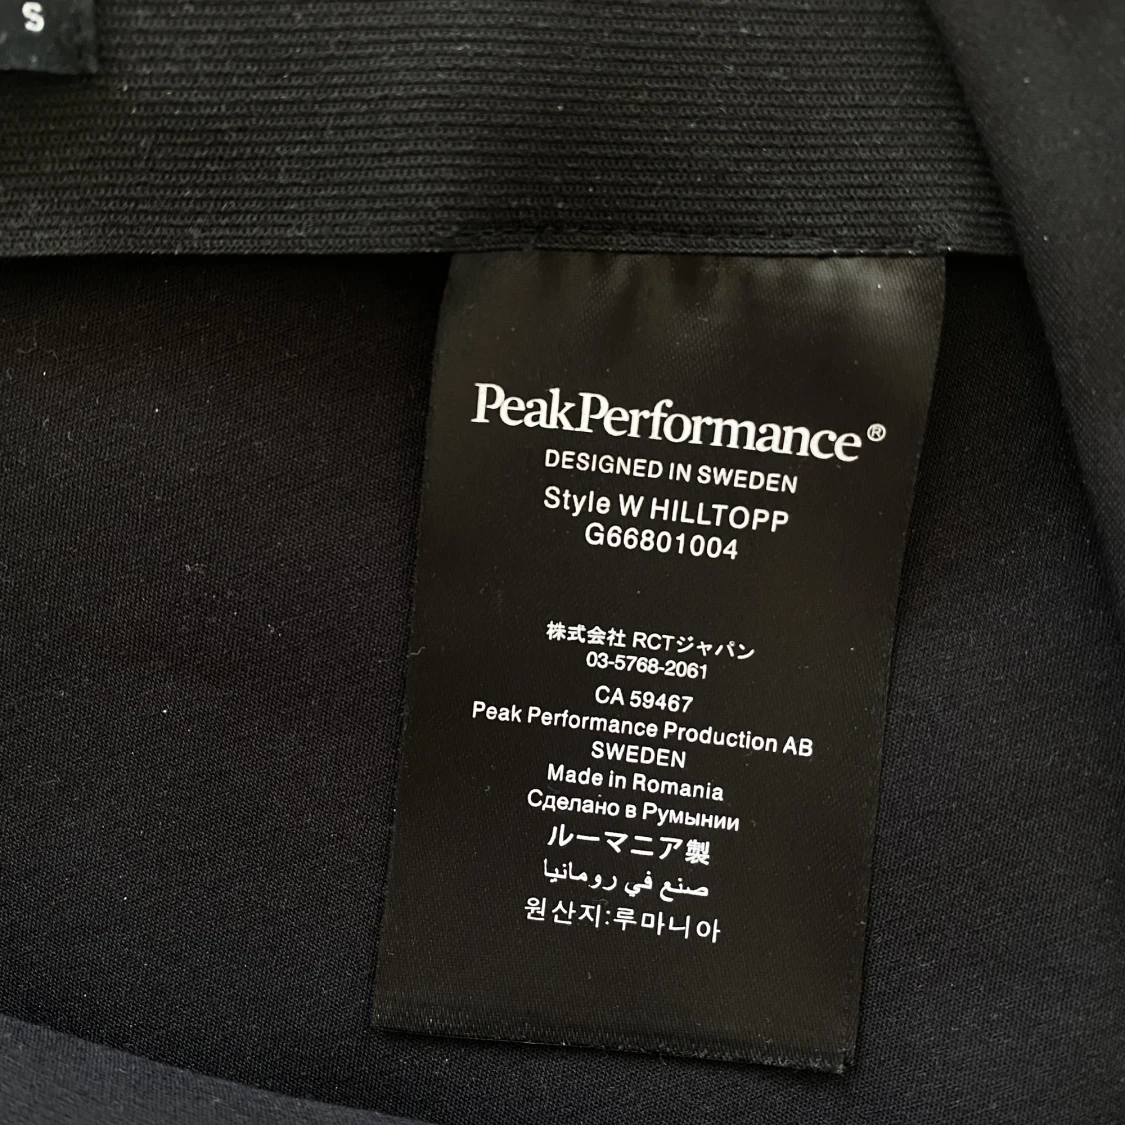 S
PeakPerformance®
DESIGNED IN SWEDEN
Style W HILLTOPP
G66801004
株式会社 RCTジャパン
03-5768-2061
CA 59467
Peak Performance Production AB
SWEDEN
Made in Romania
Сделано в Румынии
ルーマニア製
صنع في رومانيا
원산지:루마니아